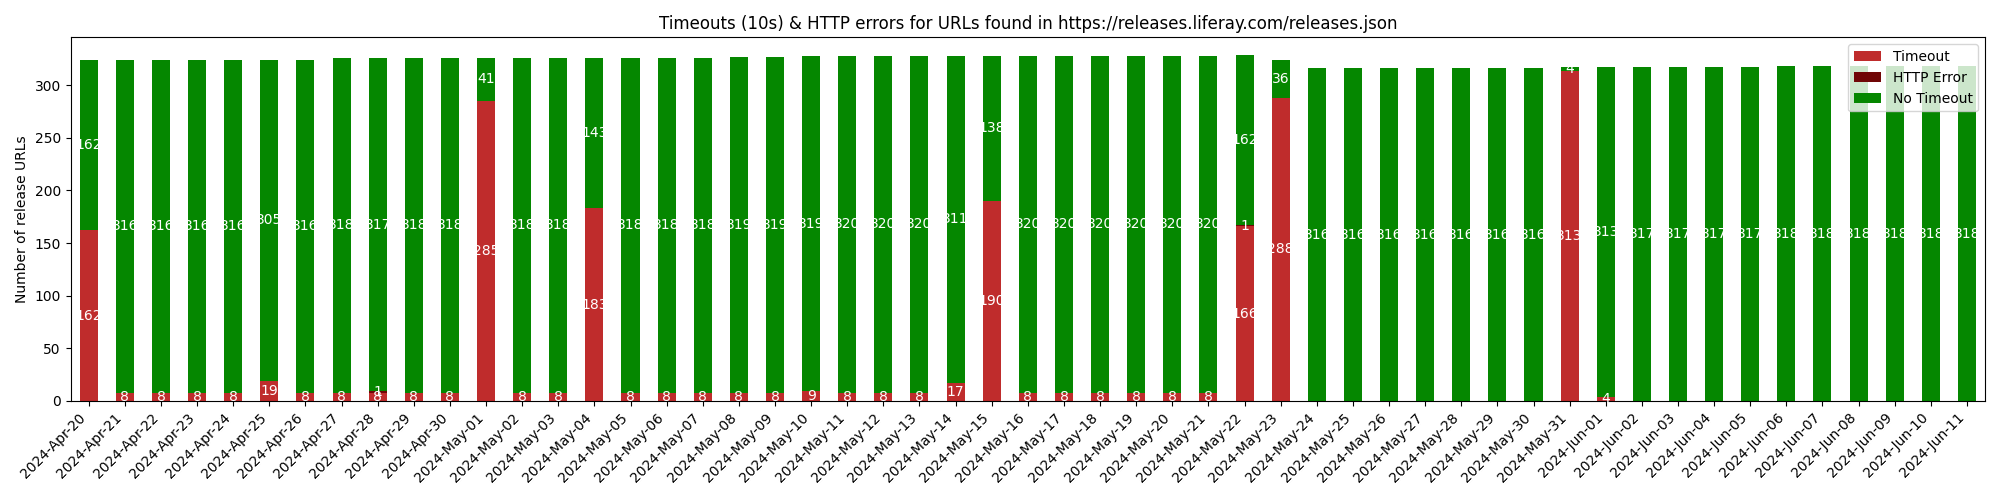 Timeouts (10s) & HTTP errors for URLs found in https://releases.liferay.com/releases.json
Number of release URLs
300
250
200
150
100
50
0
Timeout
HTTP Error
No Timeout
41 36 4
162 143 138 162
316 316 316 316 305 316 318 317 318 318 318 318 318 318 318 319 319 319 320 320 320 311 320 320 320 320 320 320 1 316 316 316 316 316 316 316 313 317 317 317 317 318 318 318 318 318 318
162 285 183 190 166 288 313
8 8 8 8 19 8 8 1 8 8 8 8 8 8 8 8 8 8 9 8 8 8 17 8 8 8 8 8 8 4
2024-Apr-20
2024-Apr-21
2024-Apr-22
2024-Apr-23
2024-Apr-24
2024-Apr-25
2024-Apr-26
2024-Apr-27
2024-Apr-28
2024-Apr-29
2024-Apr-30
2024-May-01
2024-May-02
2024-May-03
2024-May-04
2024-May-05
2024-May-06
2024-May-07
2024-May-08
2024-May-09
2024-May-10
2024-May-11
2024-May-12
2024-May-13
2024-May-14
2024-May-15
2024-May-16
2024-May-17
2024-May-18
2024-May-19
2024-May-20
2024-May-21
2024-May-22
2024-May-23
2024-May-24
2024-May-25
2024-May-26
2024-May-27
2024-May-28
2024-May-29
2024-May-30
2024-May-31
2024-Jun-01
2024-Jun-02
2024-Jun-03
2024-Jun-04
2024-Jun-05
2024-Jun-06
2024-Jun-07
2024-Jun-08
2024-Jun-09
2024-Jun-10
2024-Jun-11